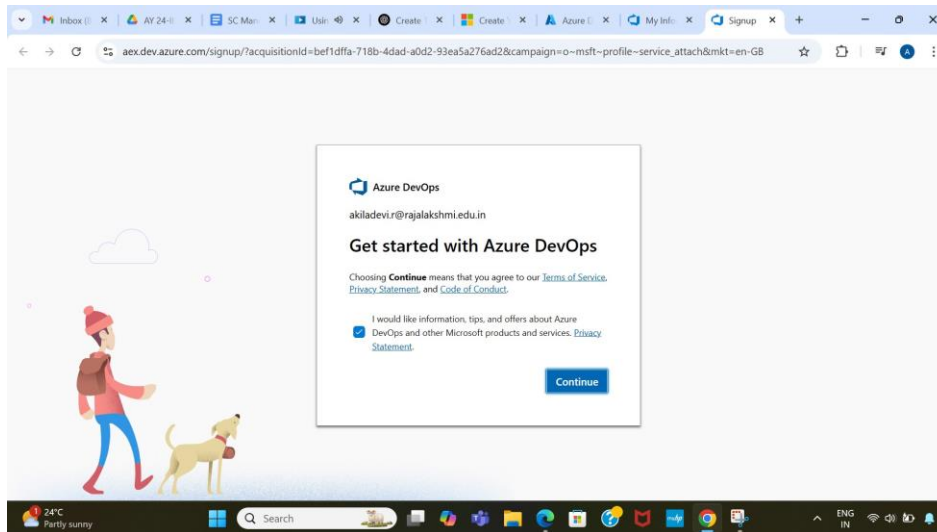 Inbox (
AY 24-II
SC Man
Usin
Create
Create
Azure D
My Info
Signup
aex.dev.azure.com/signup/?acquisitionId=bef1dffa-718b-4dad-a0d2-93ea5a276ad2&campaign=o~msft~profile~service_attach&mkt=en-GB
A
Azure DevOps
akiladevi.r@rajalakshmi.edu.in
Get started with Azure DevOps
Choosing Continue means that you agree to our Terms of Service,
Privacy Statement, and Code of Conduct.
I would like information, tips, and offers about Azure
DevOps and other Microsoft products and services. Privacy
Statement.
Continue
1
24°C
Partly sunny
Search
ENG
IN